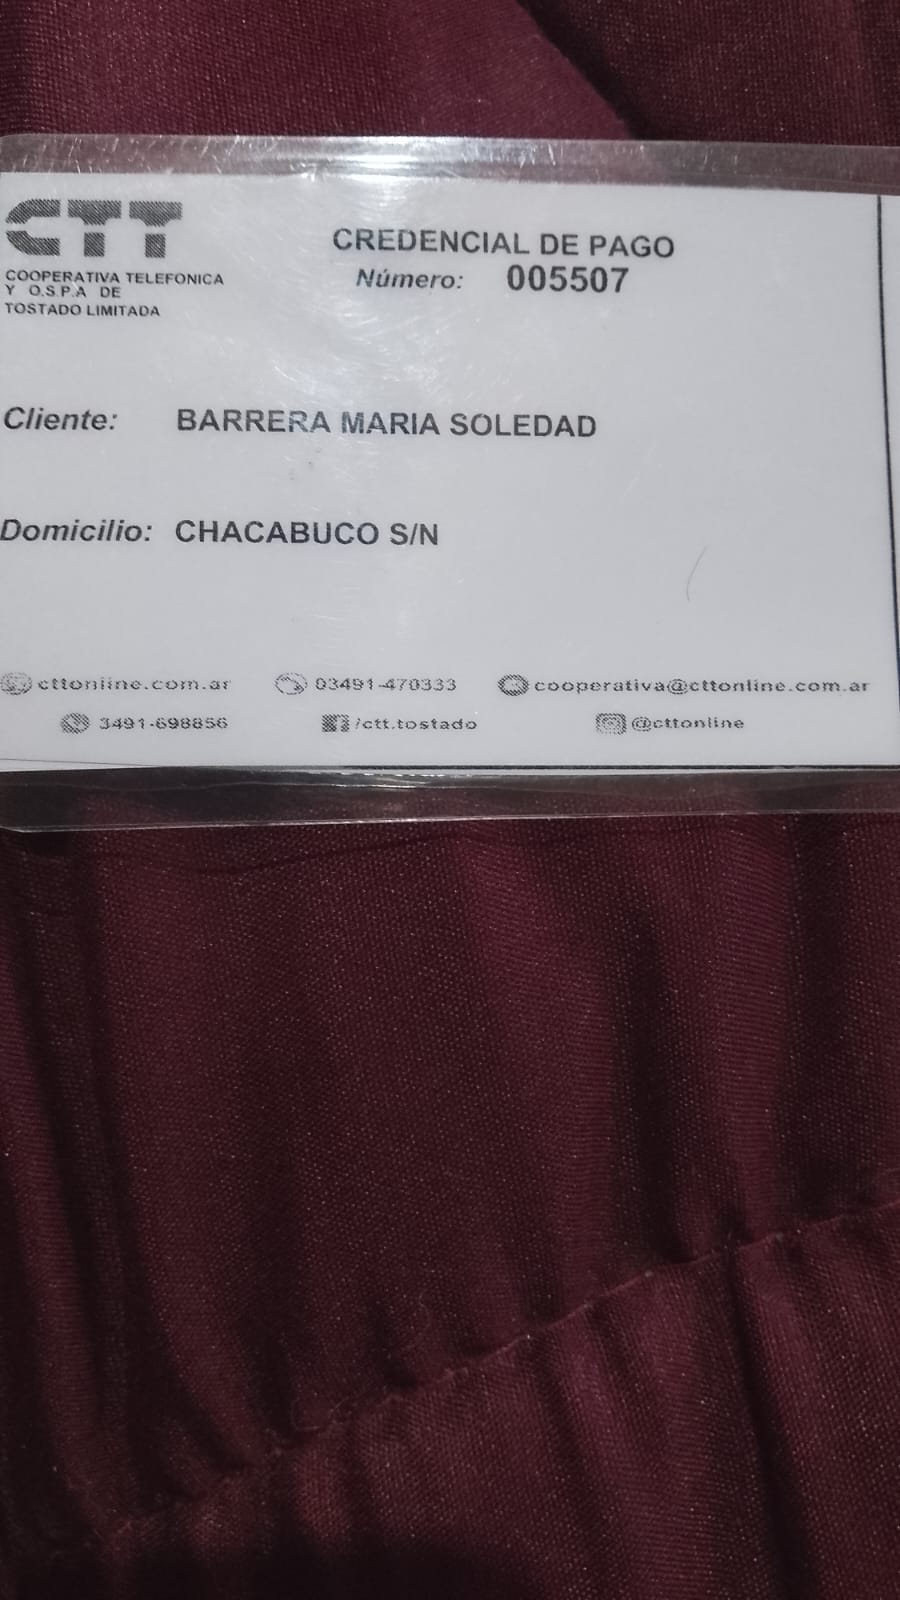 CTT
COOPERATIVA TELEFONICA
Y O.S.P.A DE
TOSTADO LIMITADA
CREDENCIAL DE PAGO
Número: 005507
Cliente: BARRERA MARIA SOLEDAD
Domicilio: CHACABUCO S/N
cttonline.com.ar 03491-470333 cooperativa@cttonline.com.ar
3491-698856 /ctt.tostado @cttonline